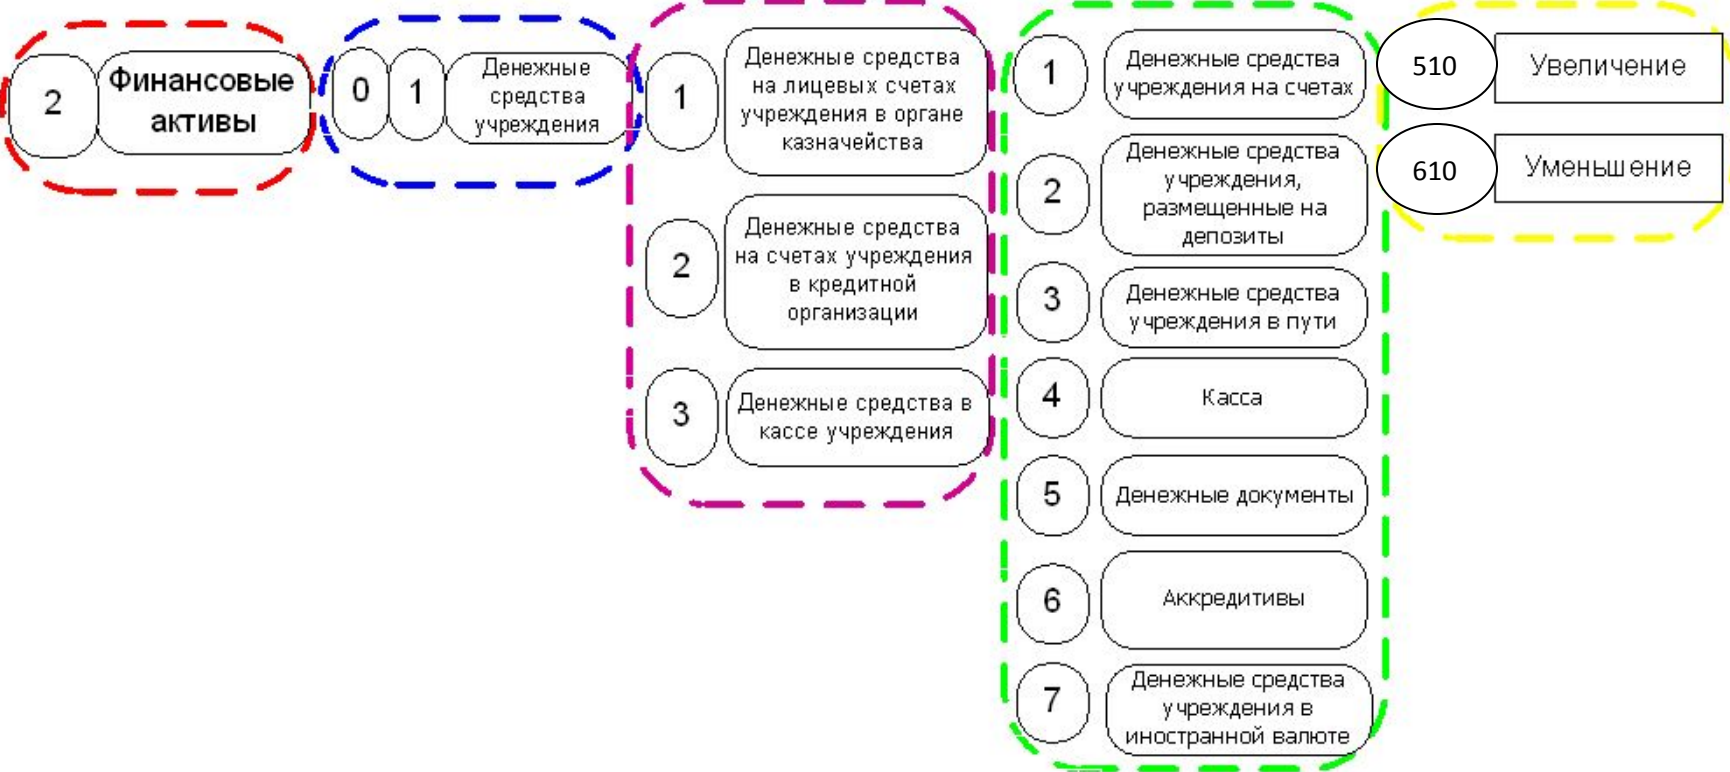 2
Финансовые
активы
0
1
Денежные
средства
учреждения
1
Денежные средства
на лицевых счетах
учреждения в органе
казначейства
2
Денежные средства
на счетах учреждения
в кредитной
организации
3
Денежные средства в
кассе учреждения
1
Денежные средства
учреждения на счетах
2
Денежные средства
учреждения,
размещенные на
депозиты
3
Денежные средства
учреждения в пути
4
Касса
5
Денежные документы
6
Аккредитивы
7
Денежные средства
учреждения в
иностранной валюте
510
Увеличение
610
Уменьшение